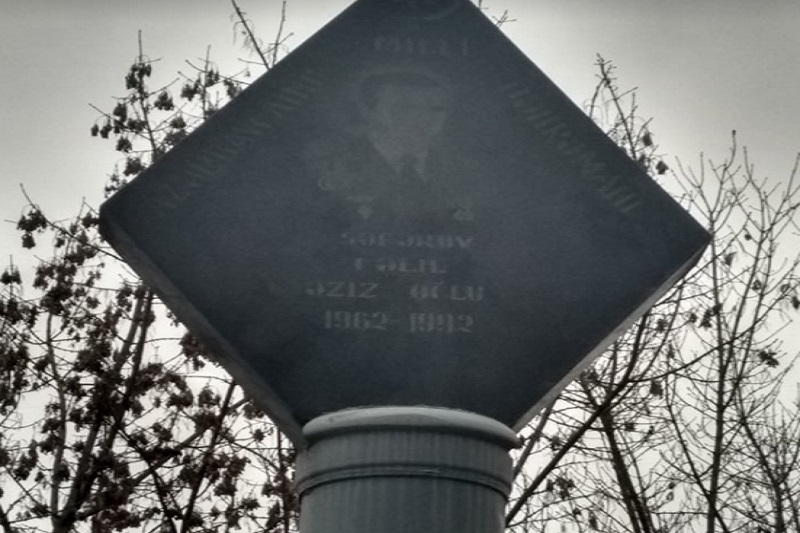 AZƏRBAYCANIN
MİLLİ
QƏHRƏMANI
SƏFƏROV
CƏLİL
ƏZİZ OĞLU
1962-1992